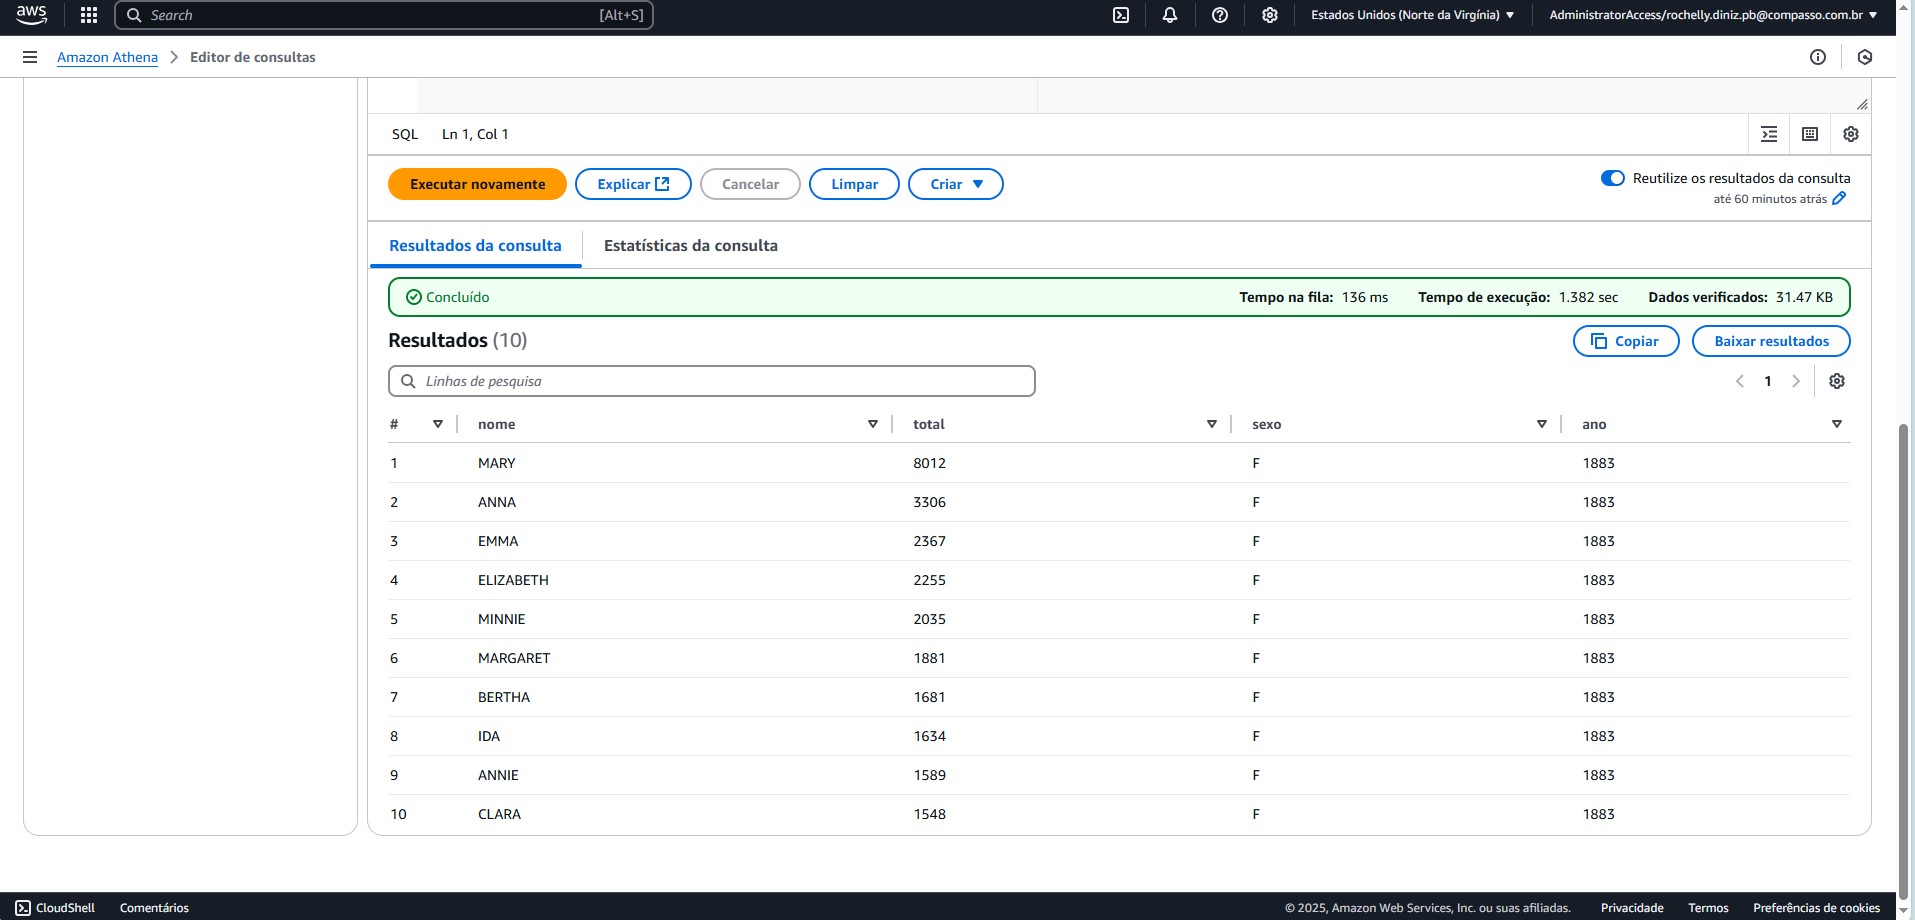 aws Search [Alt+S] Estados Unidos (Norte da Virgínia) AdministratorAccess/rochelly.diniz.pb@compasso.com.br
Amazon Athena > Editor de consultas
SQL Ln 1, Col 1
Executar novamente Explicar Cancelar Limpar Criar Reutilize os resultados da consulta
até 60 minutos atrás
Resultados da consulta Estatísticas da consulta
Concluído Tempo na fila: 136 ms Tempo de execução: 1.382 sec Dados verificados: 31.47 KB
Resultados (10) Copiar Baixar resultados
Linhas de pesquisa 1
# nome total sexo ano
1 MARY 8012 F 1883
2 ANNA 3306 F 1883
3 EMMA 2367 F 1883
4 ELIZABETH 2255 F 1883
5 MINNIE 2035 F 1883
6 MARGARET 1881 F 1883
7 BERTHA 1681 F 1883
8 IDA 1634 F 1883
9 ANNIE 1589 F 1883
10 CLARA 1548 F 1883
CloudShell Comentários © 2025, Amazon Web Services, Inc. ou suas afiliadas. Privacidade Termos Preferências de cookies